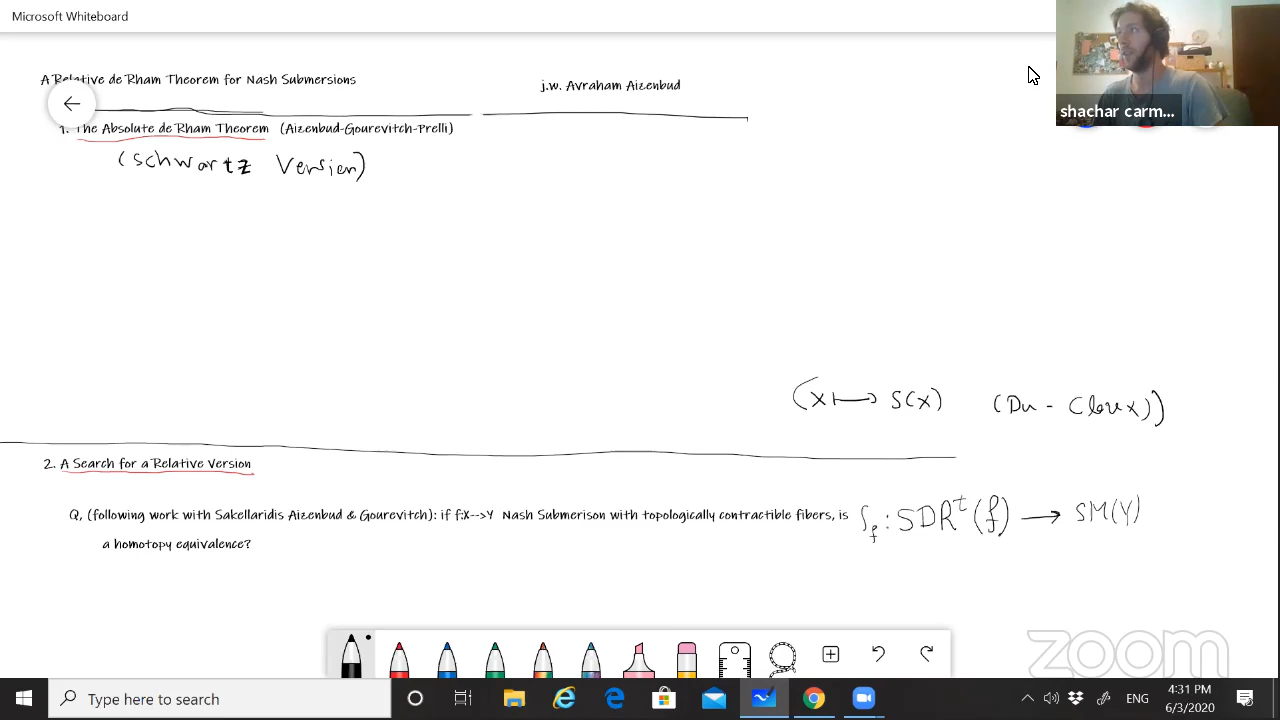 Microsoft Whiteboard
A Relative de Rham Theorem for Nash Submersions
j.w. Avraham Aizenbud
shachar carm...
1. The Absolute de Rham Theorem (Aizenbud-Gourevitch-Prelli)
(Schwartz Version)
(X ⟼ S(X) (Du - Cloux))
2. A Search for a Relative Version
Q, (following work with Sakellaridis Aizenbud & Gourevitch): if f:X-->Y Nash Submerison with topologically contractible fibers, is ∫_f : SDR^t(f) ⟶ SM(Y)
a homotopy equivalence?
zoom
Type here to search
ENG
4:31 PM
6/3/2020